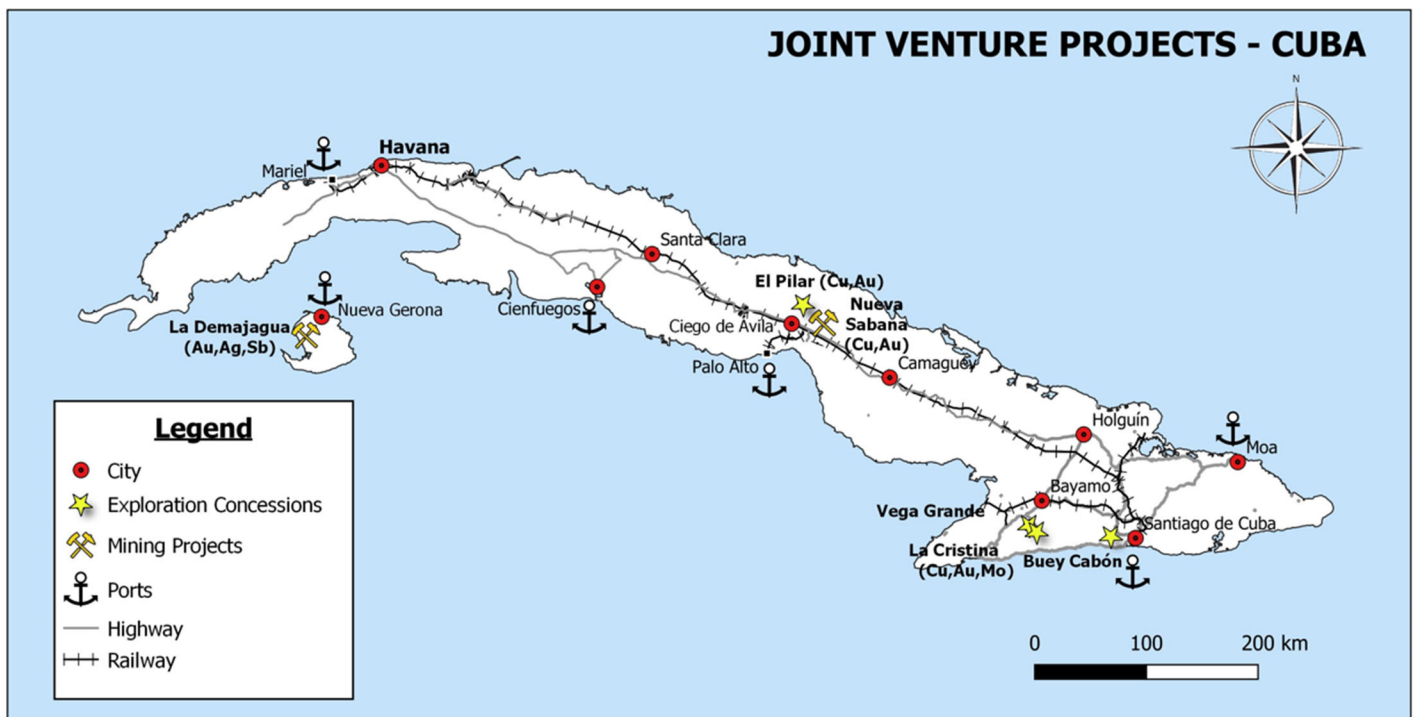 JOINT VENTURE PROJECTS - CUBA
N
Havana
Mariel
Santa Clara
El Pilar (Cu,Au)
Nueva
Sabana
(Cu,Au)
Nueva Gerona
Cienfuegos
La Demajagua
(Au,Ag,Sb)
Ciego de Ávila
Palo Alto
Camagüey
Holguín
Moa
Bayamo
Vega Grande
Santiago de Cuba
La Cristina
(Cu,Au,Mo)
Buey Cabón
Legend
City
Exploration Concessions
Mining Projects
Ports
Highway
Railway
0 100 200 km